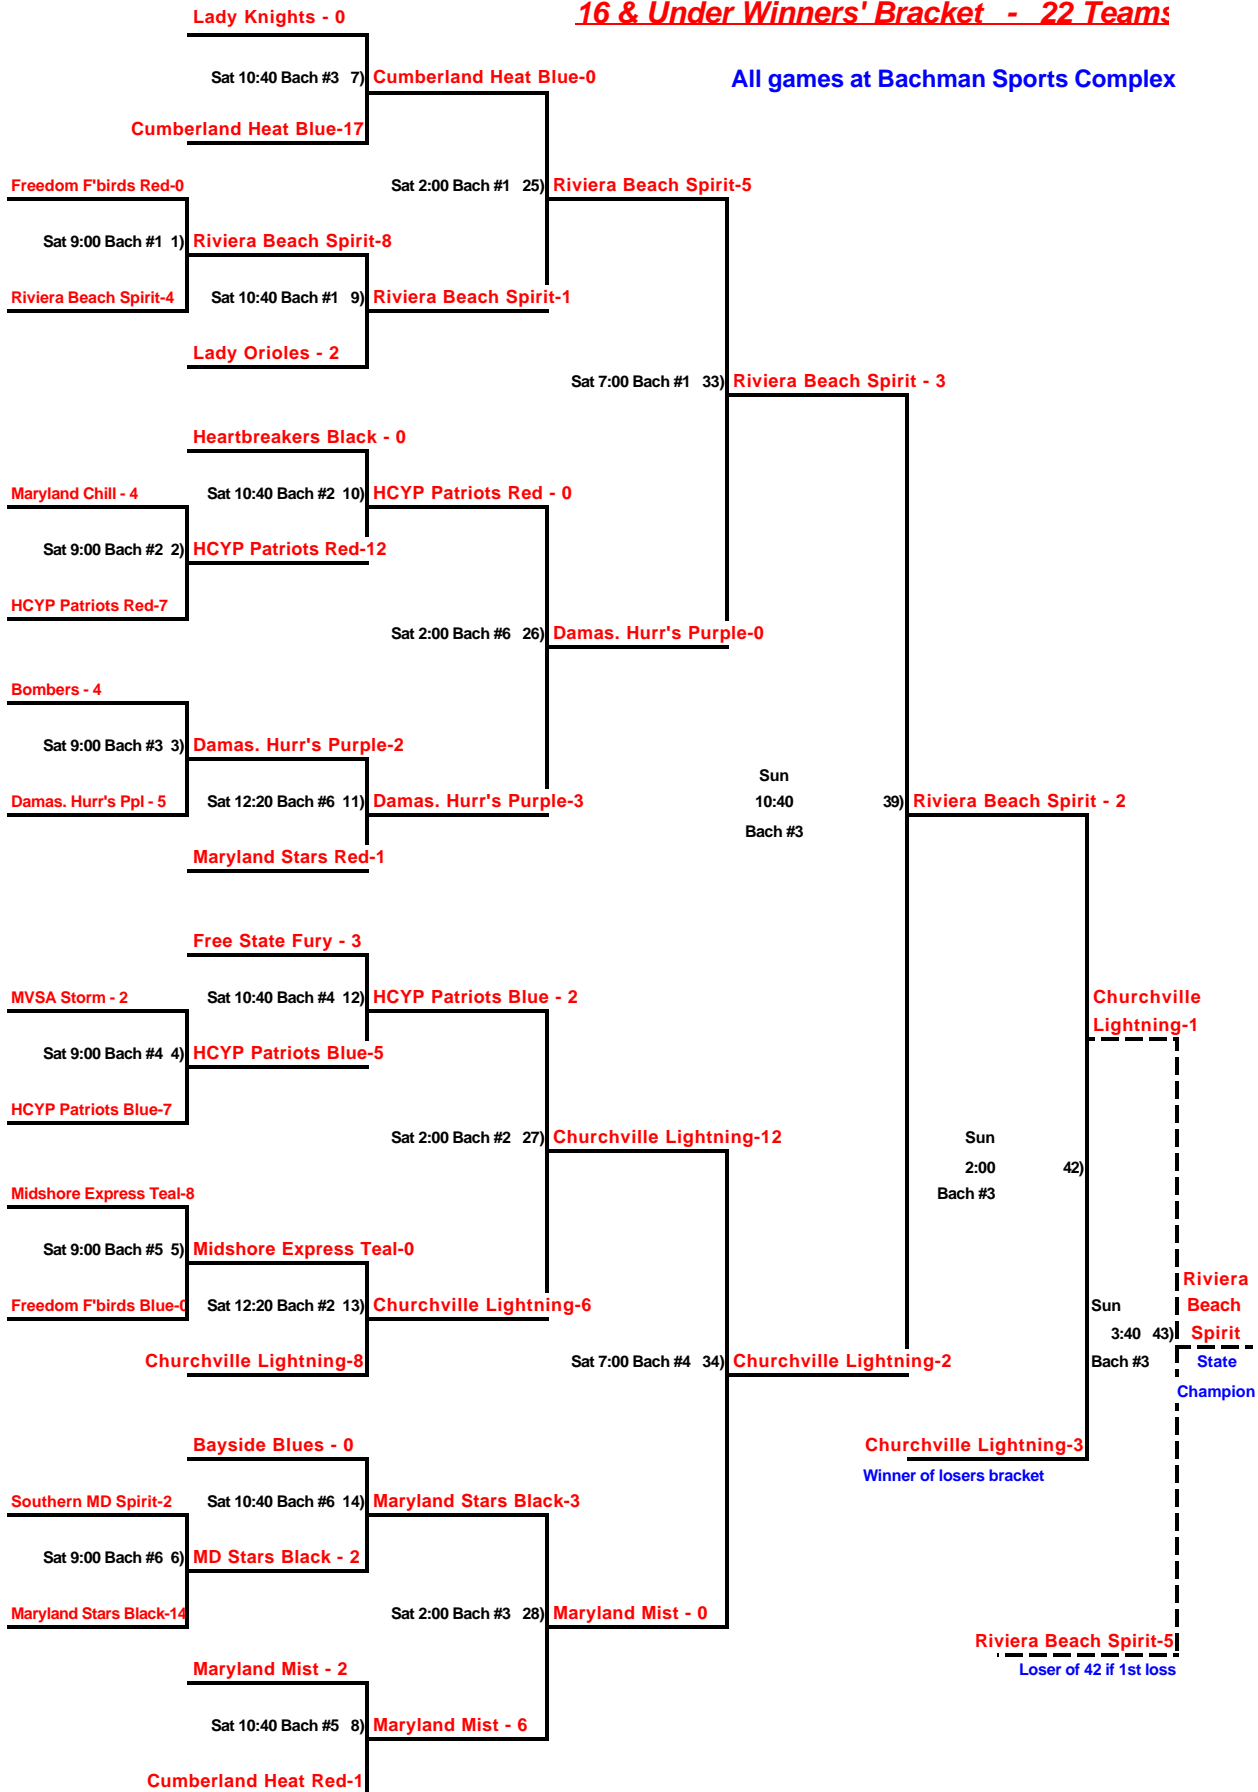 Lady Knights - 0
16 & Under Winners' Bracket - 22 Teams
Sat 10:40 Bach #3 7) Cumberland Heat Blue-0
All games at Bachman Sports Complex
Cumberland Heat Blue-17
Freedom F'birds Red-0
Sat 2:00 Bach #1 25) Riviera Beach Spirit-5
Sat 9:00 Bach #1 1) Riviera Beach Spirit-8
Riviera Beach Spirit-4
Sat 10:40 Bach #1 9) Riviera Beach Spirit-1
Lady Orioles - 2
Sat 7:00 Bach #1 33) Riviera Beach Spirit - 3
Heartbreakers Black - 0
Maryland Chill - 4
Sat 10:40 Bach #2 10) HCYP Patriots Red - 0
Sat 9:00 Bach #2 2) HCYP Patriots Red-12
HCYP Patriots Red-7
Sat 2:00 Bach #6 26) Damas. Hurr's Purple-0
Bombers - 4
Sat 9:00 Bach #3 3) Damas. Hurr's Purple-2
Sun
Damas. Hurr's Ppl - 5
Sat 12:20 Bach #6 11) Damas. Hurr's Purple-3
10:40 39) Riviera Beach Spirit - 2
Bach #3
Maryland Stars Red-1
Free State Fury - 3
MVSA Storm - 2
Sat 10:40 Bach #4 12) HCYP Patriots Blue - 2
Churchville
Lightning-1
Sat 9:00 Bach #4 4) HCYP Patriots Blue-5
HCYP Patriots Blue-7
Sat 2:00 Bach #2 27) Churchville Lightning-12
Sun
2:00 42)
Bach #3
Midshore Express Teal-8
Sat 9:00 Bach #5 5) Midshore Express Teal-0
Riviera
Freedom F'birds Blue-0
Sat 12:20 Bach #2 13) Churchville Lightning-6
Sun
Beach
3:40 43) Spirit
Churchville Lightning-8
Sat 7:00 Bach #4 34) Churchville Lightning-2
Bach #3
State
Champion
Bayside Blues - 0
Churchville Lightning-3
Winner of losers bracket
Southern MD Spirit-2
Sat 10:40 Bach #6 14) Maryland Stars Black-3
Sat 9:00 Bach #6 6) MD Stars Black - 2
Maryland Stars Black-14
Sat 2:00 Bach #3 28) Maryland Mist - 0
Riviera Beach Spirit-5
Maryland Mist - 2
Loser of 42 if 1st loss
Sat 10:40 Bach #5 8) Maryland Mist - 6
Cumberland Heat Red-1